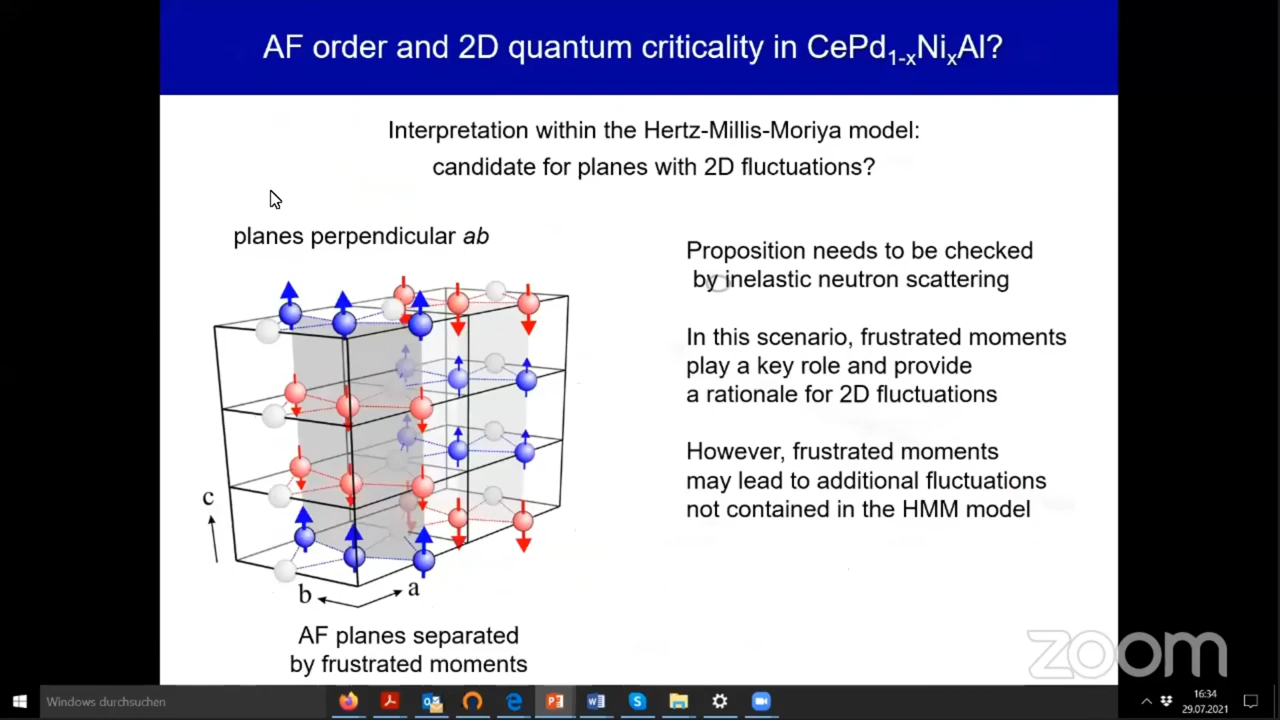 AF order and 2D quantum criticality in CePd1-xNixAl?
Interpretation within the Hertz-Millis-Moriya model:
candidate for planes with 2D fluctuations?
planes perpendicular ab
Proposition needs to be checked
by inelastic neutron scattering
In this scenario, frustrated moments
play a key role and provide
a rationale for 2D fluctuations
However, frustrated moments
may lead to additional fluctuations
not contained in the HMM model
c
b
a
AF planes separated
by frustrated moments
zoom
Windows durchsuchen
16:34
29.07.2021